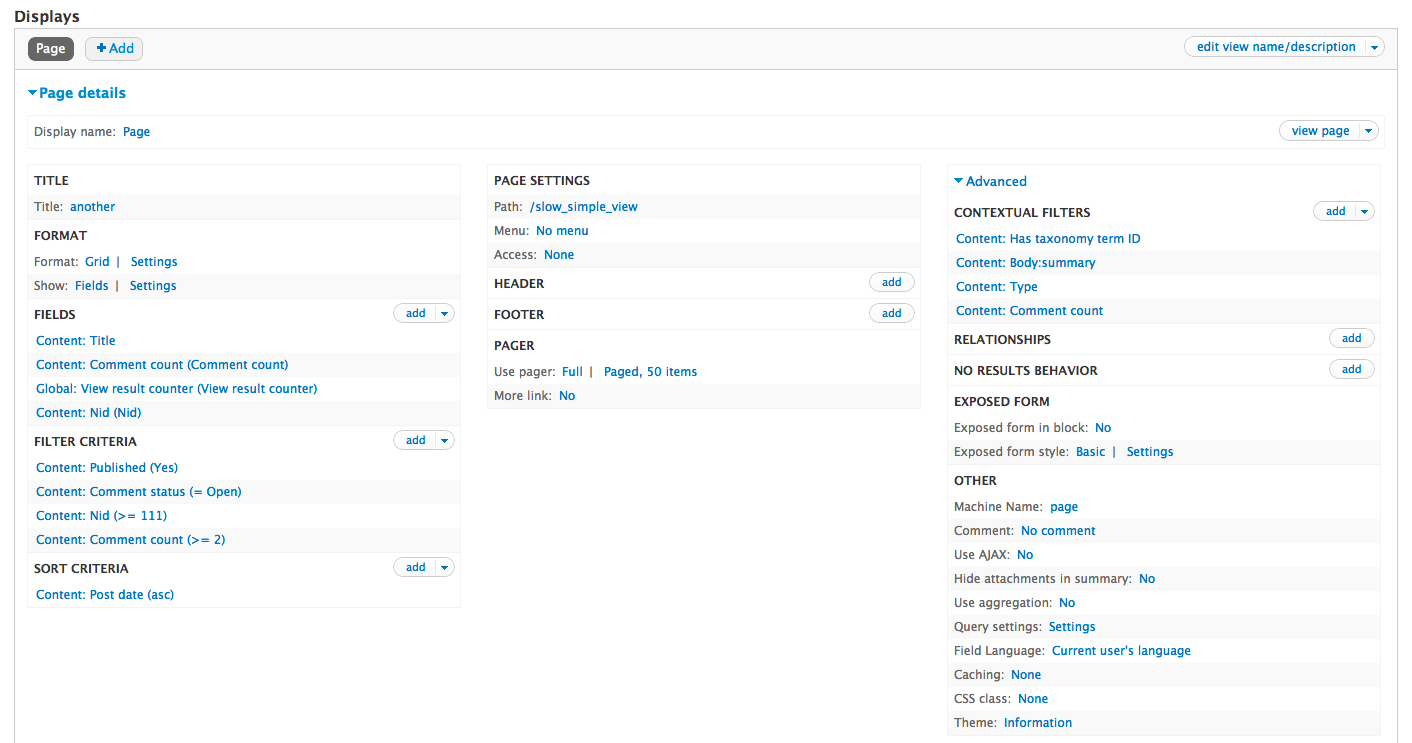 Displays
Page
+ Add
edit view name/description
Page details
Display name: Page
view page
TITLE
Title: another
FORMAT
Format: Grid | Settings
Show: Fields | Settings
FIELDS
add
Content: Title
Content: Comment count (Comment count)
Global: View result counter (View result counter)
Content: Nid (Nid)
FILTER CRITERIA
add
Content: Published (Yes)
Content: Comment status (= Open)
Content: Nid (>= 111)
Content: Comment count (>= 2)
SORT CRITERIA
add
Content: Post date (asc)
PAGE SETTINGS
Path: /slow_simple_view
Menu: No menu
Access: None
HEADER
add
FOOTER
add
PAGER
Use pager: Full | Paged, 50 items
More link: No
Advanced
CONTEXTUAL FILTERS
add
Content: Has taxonomy term ID
Content: Body:summary
Content: Type
Content: Comment count
RELATIONSHIPS
add
NO RESULTS BEHAVIOR
add
EXPOSED FORM
Exposed form in block: No
Exposed form style: Basic | Settings
OTHER
Machine Name: page
Comment: No comment
Use AJAX: No
Hide attachments in summary: No
Use aggregation: No
Query settings: Settings
Field Language: Current user's language
Caching: None
CSS class: None
Theme: Information